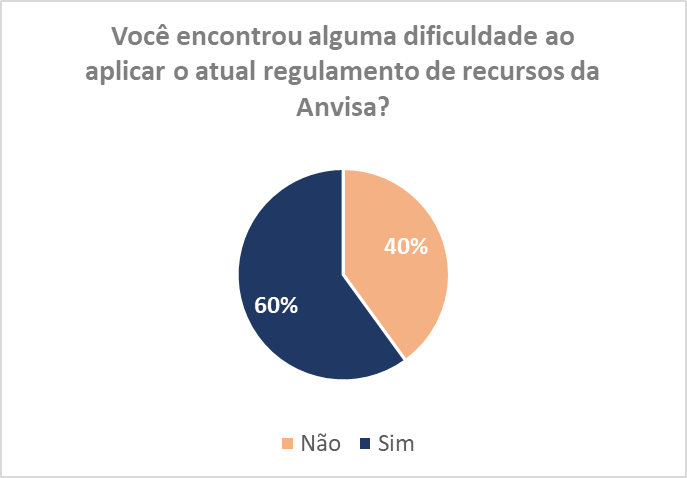 Você encontrou alguma dificuldade ao
aplicar o atual regulamento de recursos da
Anvisa?
40%
60%
Não
Sim